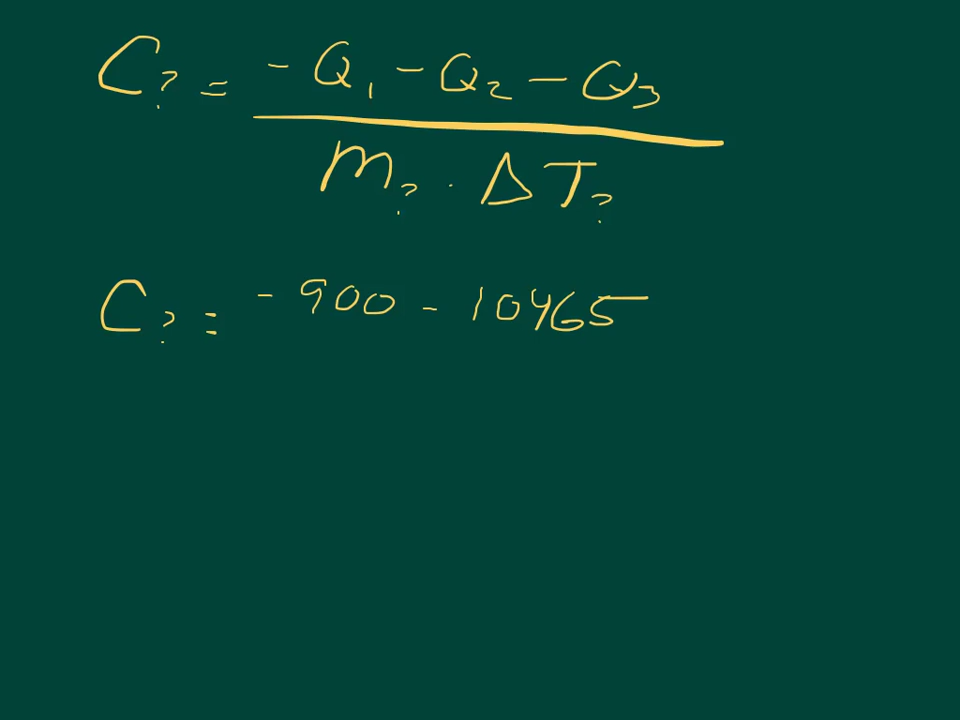 C? = -Q1 - Q2 - Q3
m? · ΔT?
C? = -900 - 10465